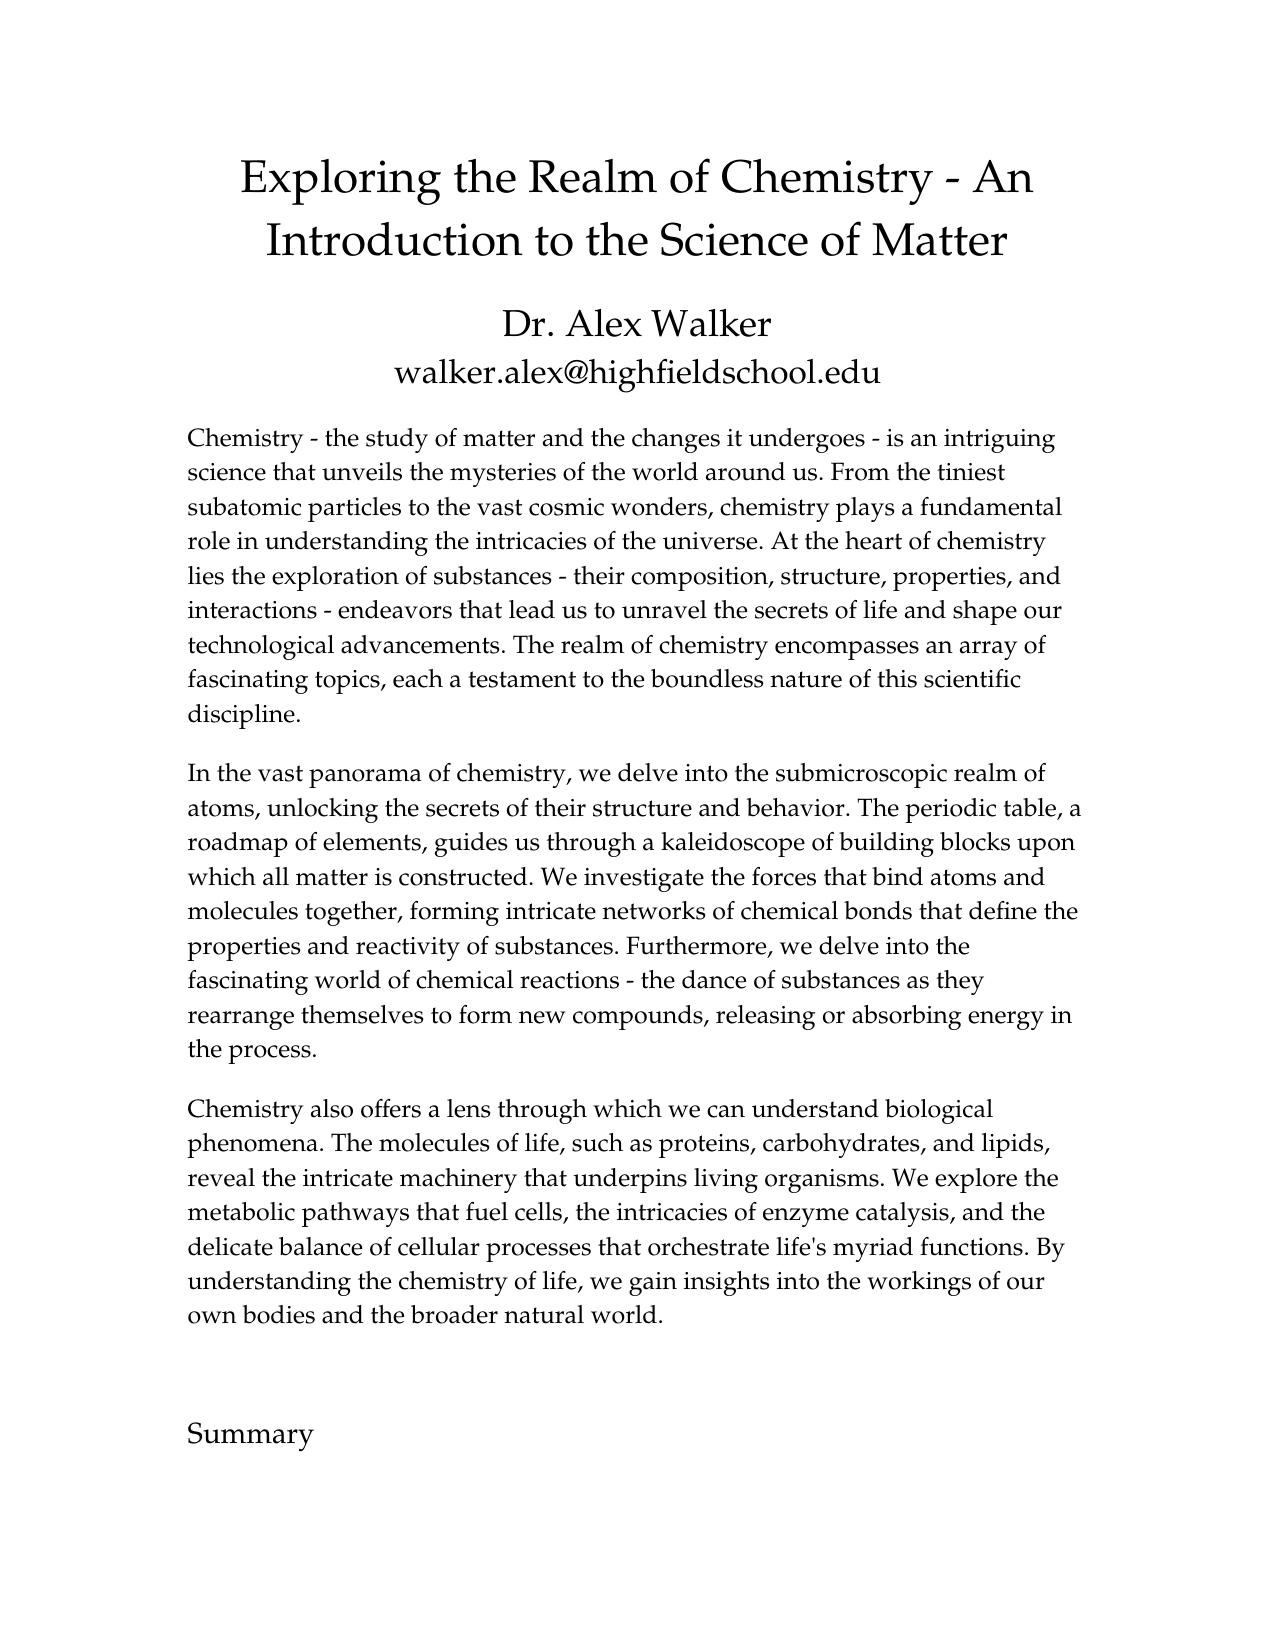 Exploring the Realm of Chemistry - An
Introduction to the Science of Matter
Dr. Alex Walker
walker.alex@highfieldschool.edu
Chemistry - the study of matter and the changes it undergoes - is an intriguing
science that unveils the mysteries of the world around us. From the tiniest
subatomic particles to the vast cosmic wonders, chemistry plays a fundamental
role in understanding the intricacies of the universe. At the heart of chemistry
lies the exploration of substances - their composition, structure, properties, and
interactions - endeavors that lead us to unravel the secrets of life and shape our
technological advancements. The realm of chemistry encompasses an array of
fascinating topics, each a testament to the boundless nature of this scientific
discipline.
In the vast panorama of chemistry, we delve into the submicroscopic realm of
atoms, unlocking the secrets of their structure and behavior. The periodic table, a
roadmap of elements, guides us through a kaleidoscope of building blocks upon
which all matter is constructed. We investigate the forces that bind atoms and
molecules together, forming intricate networks of chemical bonds that define the
properties and reactivity of substances. Furthermore, we delve into the
fascinating world of chemical reactions - the dance of substances as they
rearrange themselves to form new compounds, releasing or absorbing energy in
the process.
Chemistry also offers a lens through which we can understand biological
phenomena. The molecules of life, such as proteins, carbohydrates, and lipids,
reveal the intricate machinery that underpins living organisms. We explore the
metabolic pathways that fuel cells, the intricacies of enzyme catalysis, and the
delicate balance of cellular processes that orchestrate life's myriad functions. By
understanding the chemistry of life, we gain insights into the workings of our
own bodies and the broader natural world.
Summary